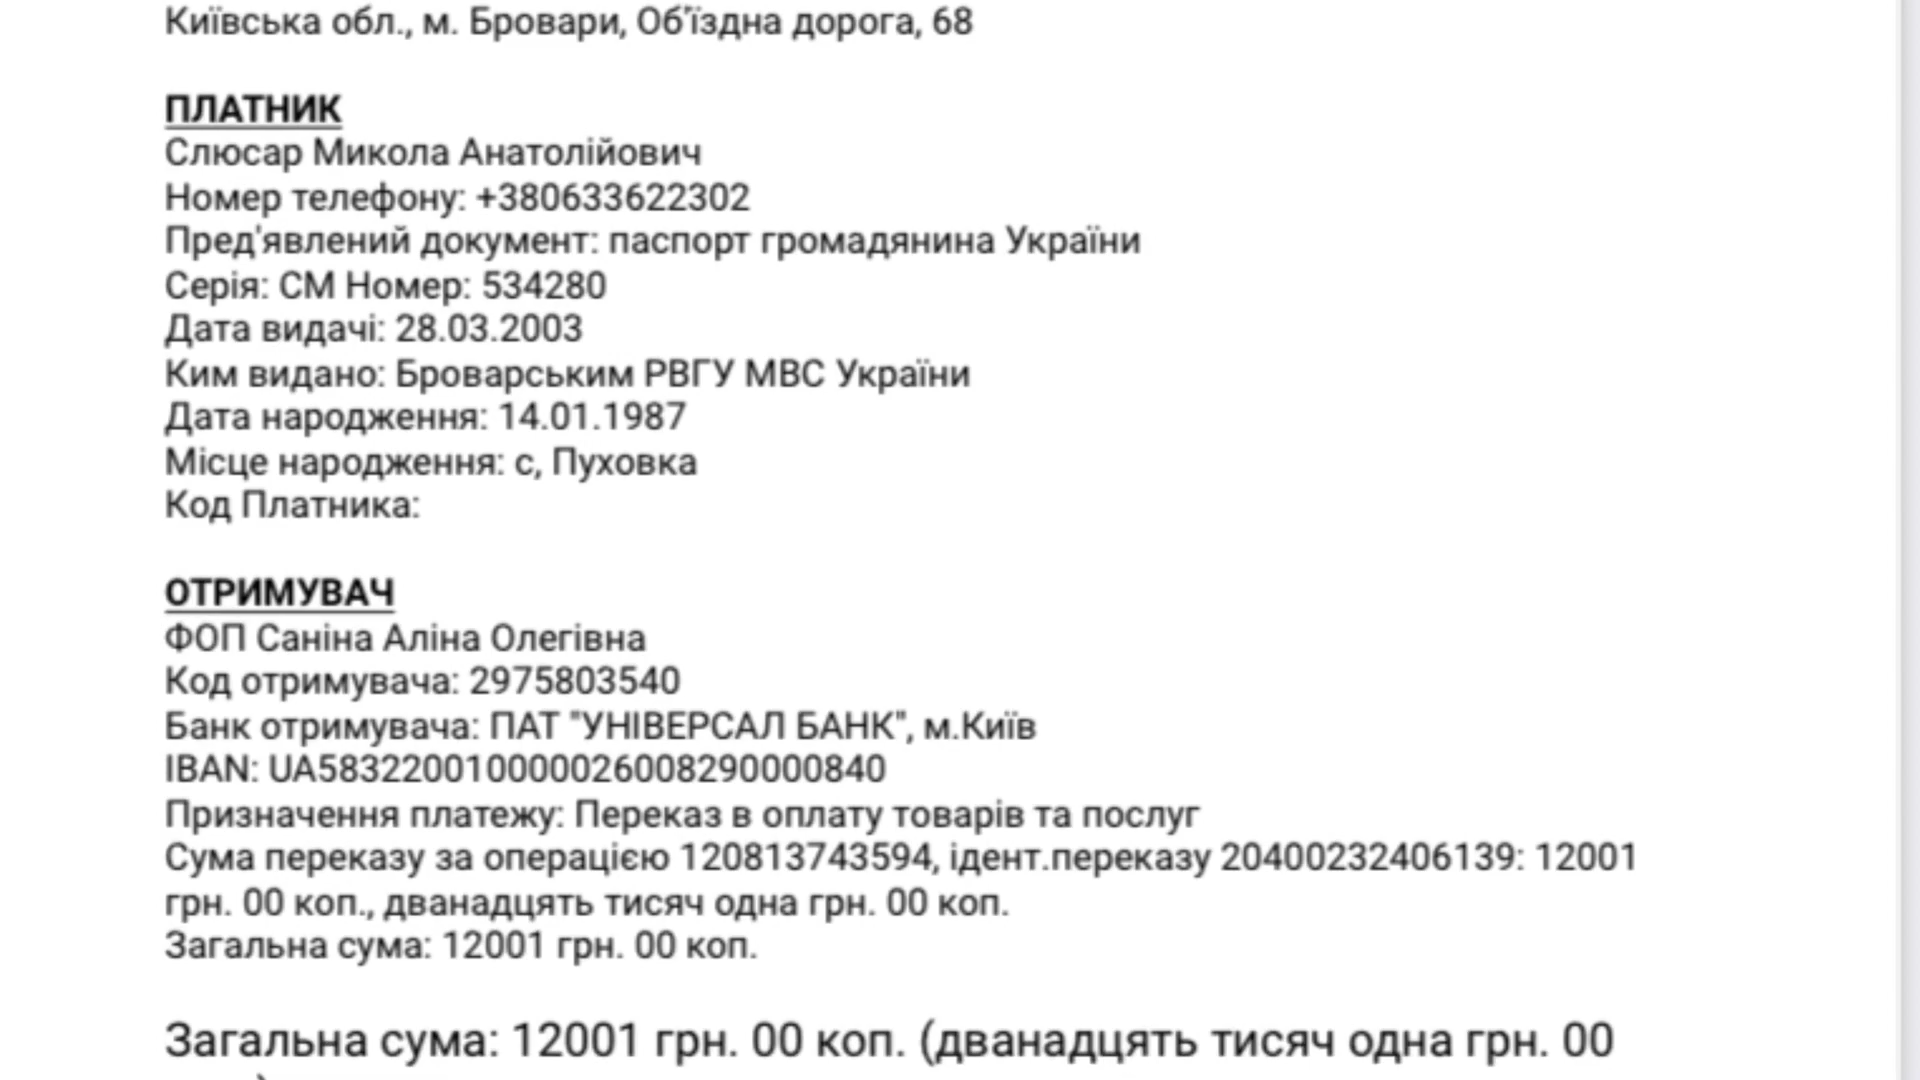 Київська обл., м. Бровари, Об'їздна дорога, 68
ПЛАТНИК
Слюсар Микола Анатолійович
Номер телефону: +380633622302
Пред'явлений документ: паспорт громадянина України
Серія: СМ Номер: 534280
Дата видачі: 28.03.2003
Ким видано: Броварським РВГУ МВС України
Дата народження: 14.01.1987
Місце народження: с, Пуховка
Код Платника:
ОТРИМУВАЧ
ФОП Саніна Аліна Олегівна
Код отримувача: 2975803540
Банк отримувача: ПАТ "УНІВЕРСАЛ БАНК", м.Київ
IBAN: UA583220010000026008290000840
Призначення платежу: Переказ в оплату товарів та послуг
Сума переказу за операцією 120813743594, ідент.переказу 20400232406139: 12001
грн. 00 коп., дванадцять тисяч одна грн. 00 коп.
Загальна сума: 12001 грн. 00 коп.
Загальна сума: 12001 грн. 00 коп. (дванадцять тисяч одна грн. 00